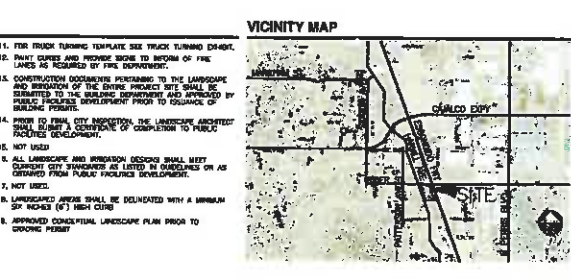 11. FOR TRUCK TURNING TEMPLATE SEE TRUCK TURNING EXHIBIT.
12. PAINT CURBS AND PROVIDE SIGNS TO INFORM OF FIRE
LANES AS REQUIRED BY FIRE DEPARTMENT.
13. CONSTRUCTION DOCUMENTS PERTAINING TO THE LANDSCAPE
AND IRRIGATION OF THE ENTIRE PROJECT SITE SHALL BE
SUBMITTED TO THE BUILDING DEPARTMENT AND APPROVED BY
PUBLIC FACILITIES DEVELOPMENT PRIOR TO ISSUANCE OF
BUILDING PERMITS.
14. PRIOR TO FINAL CITY INSPECTION, THE LANDSCAPE ARCHITECT
SHALL SUBMIT A CERTIFICATE OF COMPLETION TO PUBLIC
FACILITIES DEVELOPMENT.
15. NOT USED
6. ALL LANDSCAPE AND IRRIGATION DESIGNS SHALL MEET
CURRENT CITY STANDARDS AS LISTED IN GUIDELINES OR AS
OBTAINED FROM PUBLIC FACILITIES DEVELOPMENT.
7. NOT USED.
8. LANDSCAPED AREAS SHALL BE DELINEATED WITH A MINIMUM
SIX INCHES (6") HIGH CURB
9. APPROVED CONCEPTUAL LANDSCAPE PLAN PRIOR TO
GRADING PERMIT
VICINITY MAP
EXPY
SITE
PERRIS BLVD